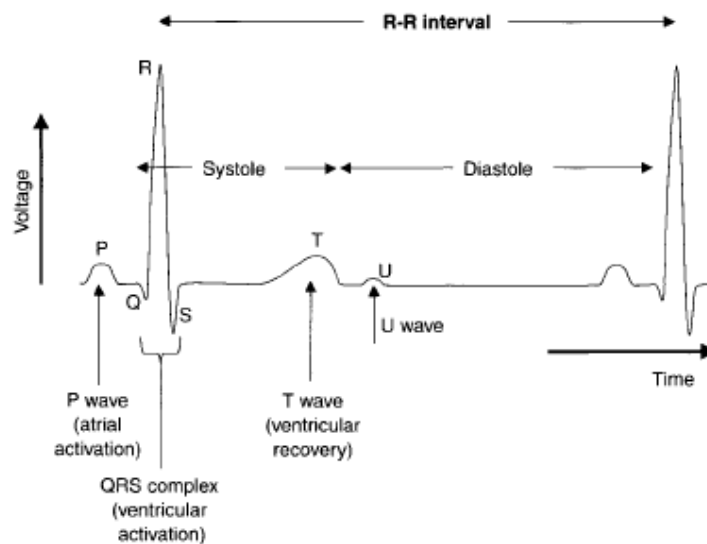 R-R interval
R
Voltage
Systole
Diastole
P
T
U
Q
S
U wave
Time
P wave
(atrial
activation)
T wave
(ventricular
recovery)
QRS complex
(ventricular
activation)